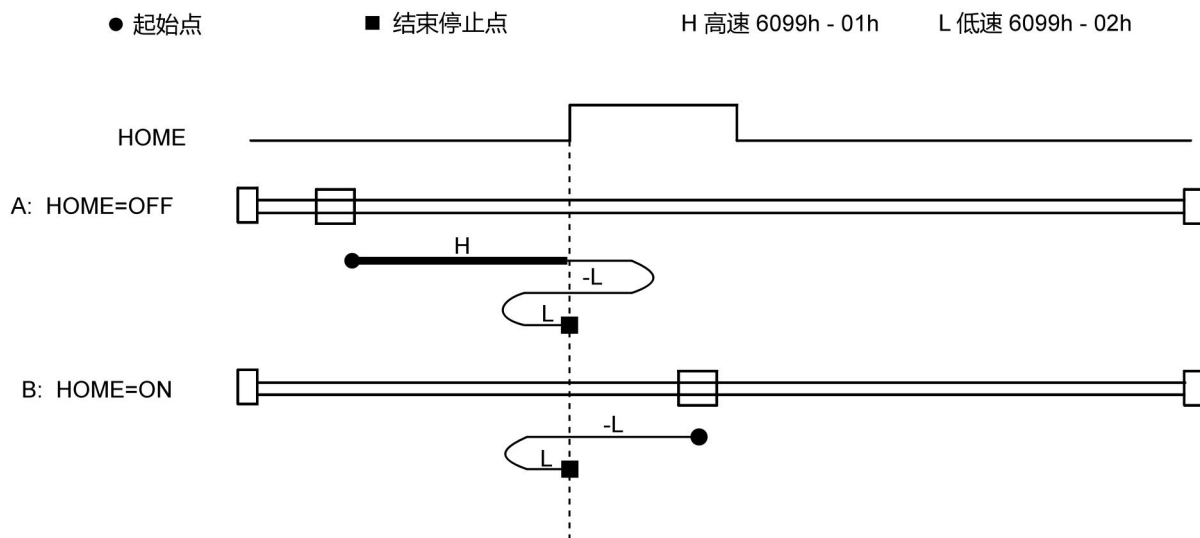 ● 起始点 ■ 结束停止点 H 高速 6099h - 01h L 低速 6099h - 02h
HOME
A: HOME=OFF
H
-L
L
B: HOME=ON
-L
L